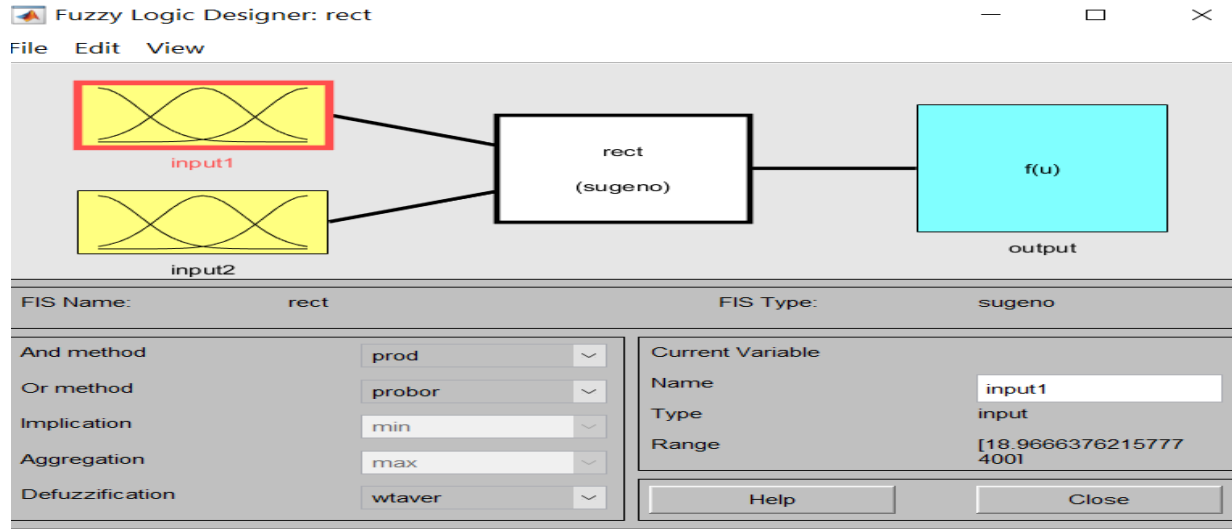 Fuzzy Logic Designer: rect
File Edit View
input1
input2
rect
(sugeno)
f(u)
output
FIS Name: rect FIS Type: sugeno
And method prod
Or method probor
Implication min
Aggregation max
Defuzzification wtaver
Current Variable
Name input1
Type input
Range [18.9666376215777
400]
Help Close